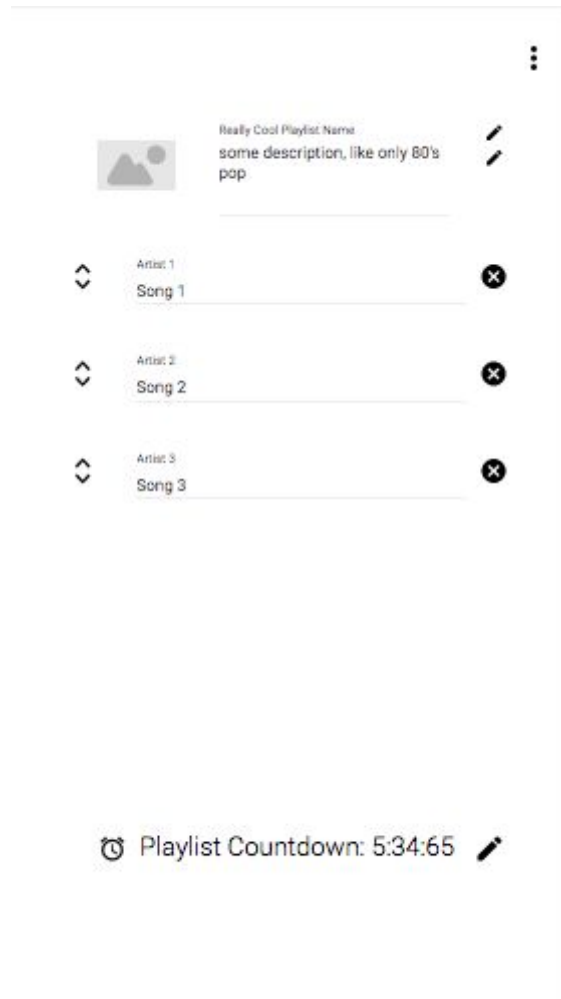 Really Cool Playlist Name
some description, like only 80's
pop
Artist 1
Song 1
Artist 2
Song 2
Artist 3
Song 3
Playlist Countdown: 5:34:65